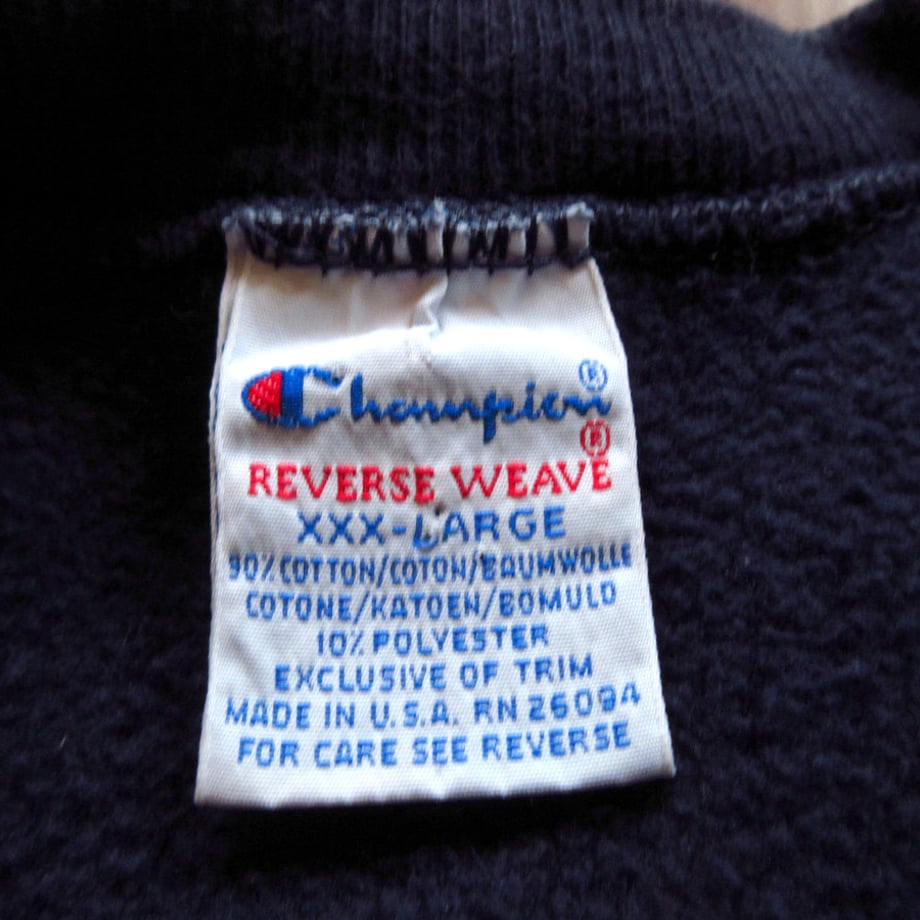 Champion®
REVERSE WEAVE®
XXX-LARGE
90% COTTON/COTON/BAUMWOLLE
COTONE/KATOEN/BOMULD
10% POLYESTER
EXCLUSIVE OF TRIM
MADE IN U.S.A. RN 26094
FOR CARE SEE REVERSE